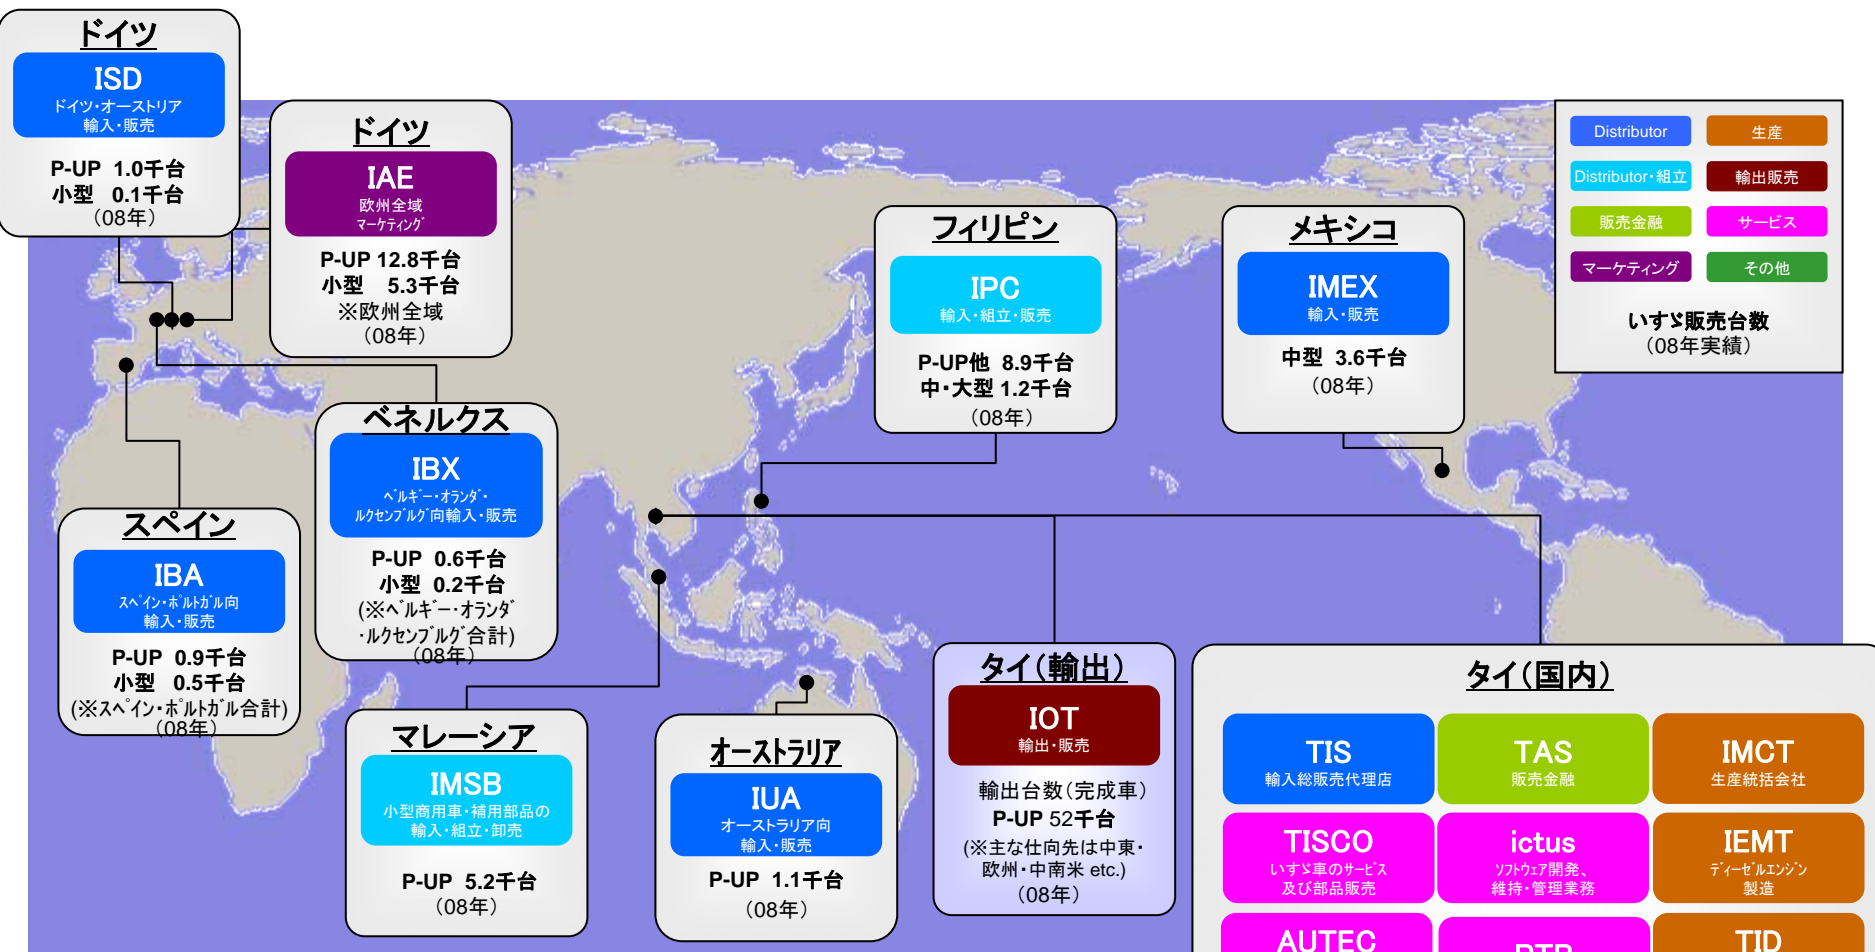 ドイツ
ISD
ドイツ・オーストリア
輸入・販売
P-UP 1.0千台
小型 0.1千台
（08年）
ドイツ
IAE
欧州全域
ﾏｰｹﾃｨﾝｸﾞ
P-UP 12.8千台
小型 5.3千台
※欧州全域
（08年）
フィリピン
IPC
輸入・組立・販売
P-UP他 8.9千台
中・大型 1.2千台
（08年）
メキシコ
IMEX
輸入・販売
中型 3.6千台
（08年）
Distributor
生産
Distributor・組立
輸出販売
販売金融
サービス
マーケティング
その他
いすゞ販売台数
（08年実績）
ベネルクス
IBX
ﾍﾞﾙｷﾞｰ・ｵﾗﾝﾀﾞ・
ﾙｸｾﾝﾌﾞﾙｸﾞ向輸入・販売
P-UP 0.6千台
小型 0.2千台
(※ﾍﾞﾙｷﾞｰ・ｵﾗﾝﾀﾞ
・ﾙｸｾﾝﾌﾞﾙｸﾞ合計)
（08年）
スペイン
IBA
ｽﾍﾟｲﾝ・ﾎﾟﾙﾄｶﾞﾙ向
輸入・販売
P-UP 0.9千台
小型 0.5千台
(※ｽﾍﾟｲﾝ・ﾎﾟﾙﾄｶﾞﾙ合計)
（08年）
マレーシア
IMSB
小型商用車・補用部品の
輸入・組立・卸売
P-UP 5.2千台
（08年）
オーストラリア
IUA
オーストラリア向
輸入・販売
P-UP 1.1千台
（08年）
タイ（輸出）
IOT
輸出・販売
輸出台数（完成車）
P-UP 52千台
(※主な仕向先は中東・
欧州・中南米 etc.)
（08年）
タイ（国内）
TIS
輸入総販売代理店
TAS
販売金融
IMCT
生産統括会社
TISCO
いすゞ車のｻｰﾋﾞｽ
及び部品販売
ictus
ｿﾌﾄｳｪｱ開発、
維持・管理業務
IEMT
ﾃﾞｨｰｾﾞﾙｴﾝｼﾞﾝ
製造
AUTEC
TID